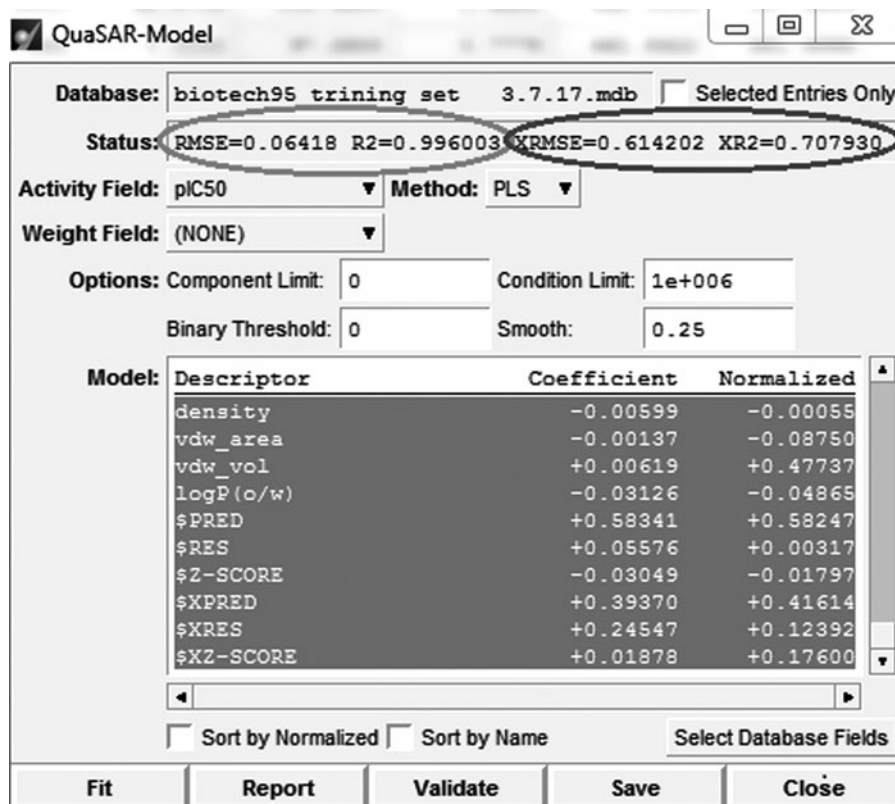 QuaSAR-Model
Database: biotech95 trining set 3.7.17.mdb Selected Entries Only
Status: RMSE=0.06418 R2=0.996003 XRMSE=0.614202 XR2=0.707930
Activity Field: pIC50 Method: PLS
Weight Field: (NONE)
Options: Component Limit: 0 Condition Limit: 1e+006
Binary Threshold: 0 Smooth: 0.25
Model: Descriptor Coefficient Normalized
density -0.00599 -0.00055
vdw_area -0.00137 -0.08750
vdw_vol +0.00619 +0.47737
logP(o/w) -0.03126 -0.04865
$PRED +0.58341 +0.58247
$RES +0.05576 +0.00317
$Z-SCORE -0.03049 -0.01797
$XPRED +0.39370 +0.41614
$XRES +0.24547 +0.12392
$XZ-SCORE +0.01878 +0.17600
Sort by Normalized Sort by Name Select Database Fields
Fit Report Validate Save Close